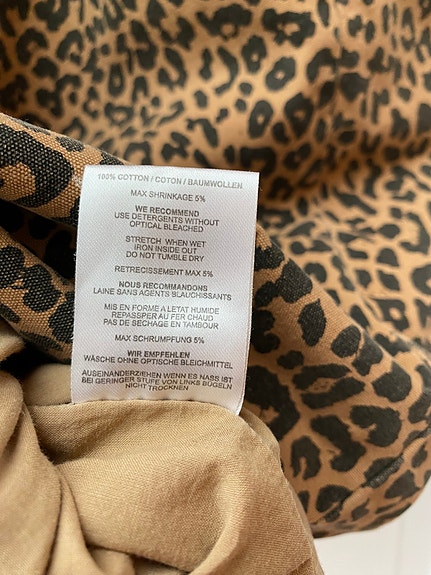 100% COTTON / COTON / BAUMWOLLEN
MAX SHRINKAGE 5%
WE RECOMMEND
USE DETERGENTS WITHOUT
OPTICAL BLEACHED
STRETCH WHEN WET
IRON INSIDE OUT
DO NOT TUMBLE DRY
RETRECISSEMENT MAX 5%
NOUS RECOMMANDONS
LAINE SANS AGENTS BLAUCHISSANTS
MIS EN FORME A LETAT HUMIDE
REPASSPER AU FER CHAUD
PAS DE SECHAGE EN TAMBOUR
MAX SCHRUMPFUNG 5%
WIR EMPFEHLEN
WÄSCHE OHNE OPTISCHE BLEICHMITTEL
AUSEINANDERZIEHEN WENN ES NASS IST
BEI GERINGER STUFE VON LINKS BÜGELN
NICHT TROCKNEN